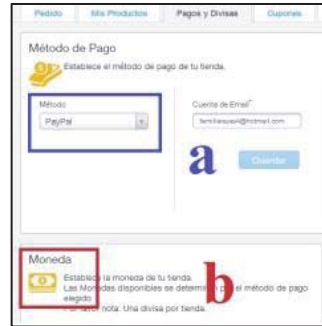 Pedido Mis Productos Pagos y Divisas Cupones
Método de Pago
Establece el método de pago de tu tienda.
Método
Cuenta de Email*
PayPal
a
Guardar
Moneda
Establece la moneda de tu tienda.
Las Monedas disponibles se determinan por el método de pago
elegido
favor nota: Una divisa por tienda.
b